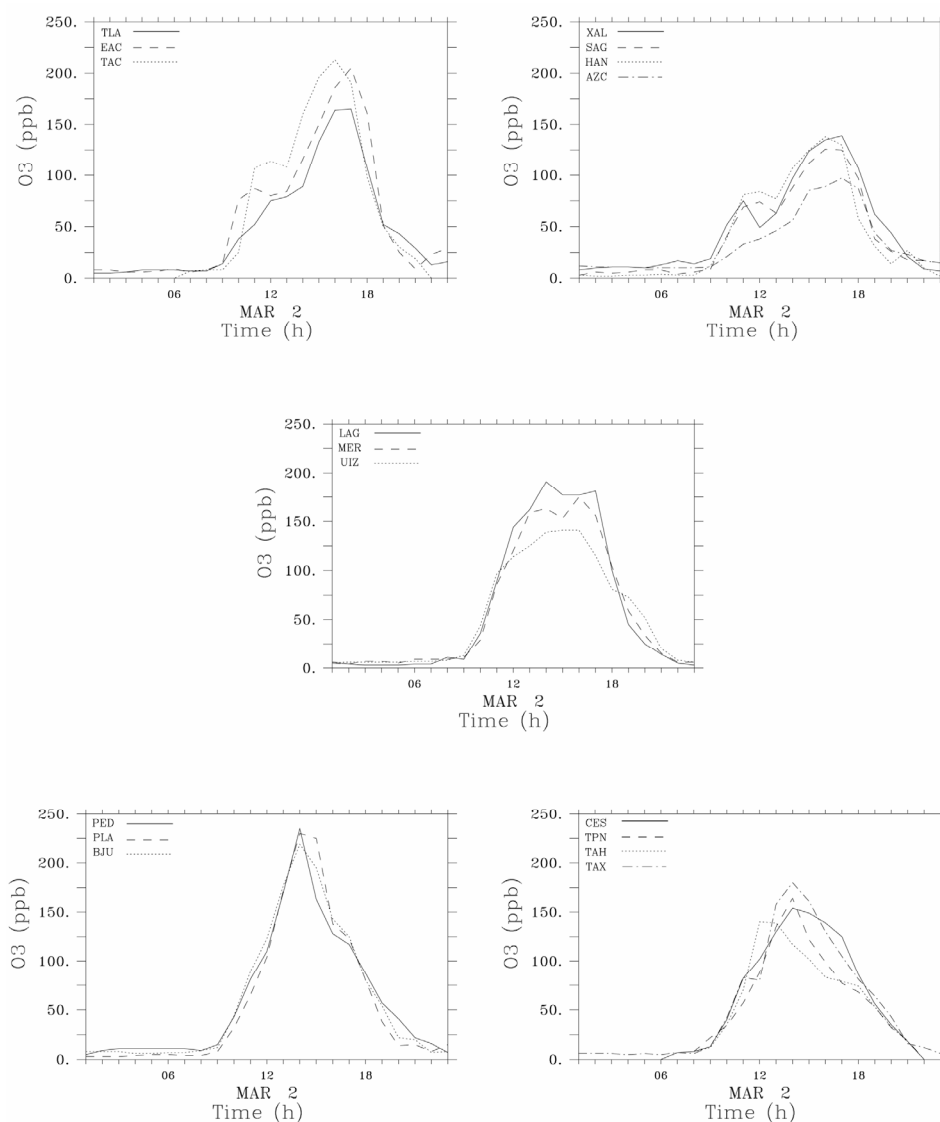 250.
200.
150.
100.
50.
0.
O3 (ppb)
TLA
EAC
TAC
06 12 18
MAR 2
Time (h)
250.
200.
150.
100.
50.
0.
O3 (ppb)
XAL
SAG
HAN
AZC
06 12 18
MAR 2
Time (h)
250.
200.
150.
100.
50.
0.
O3 (ppb)
LAG
MER
UIZ
06 12 18
MAR 2
Time (h)
250.
200.
150.
100.
50.
0.
O3 (ppb)
PED
PLA
BJU
06 12 18
MAR 2
Time (h)
250.
200.
150.
100.
50.
0.
O3 (ppb)
CES
TPN
TAH
TAX
06 12 18
MAR 2
Time (h)